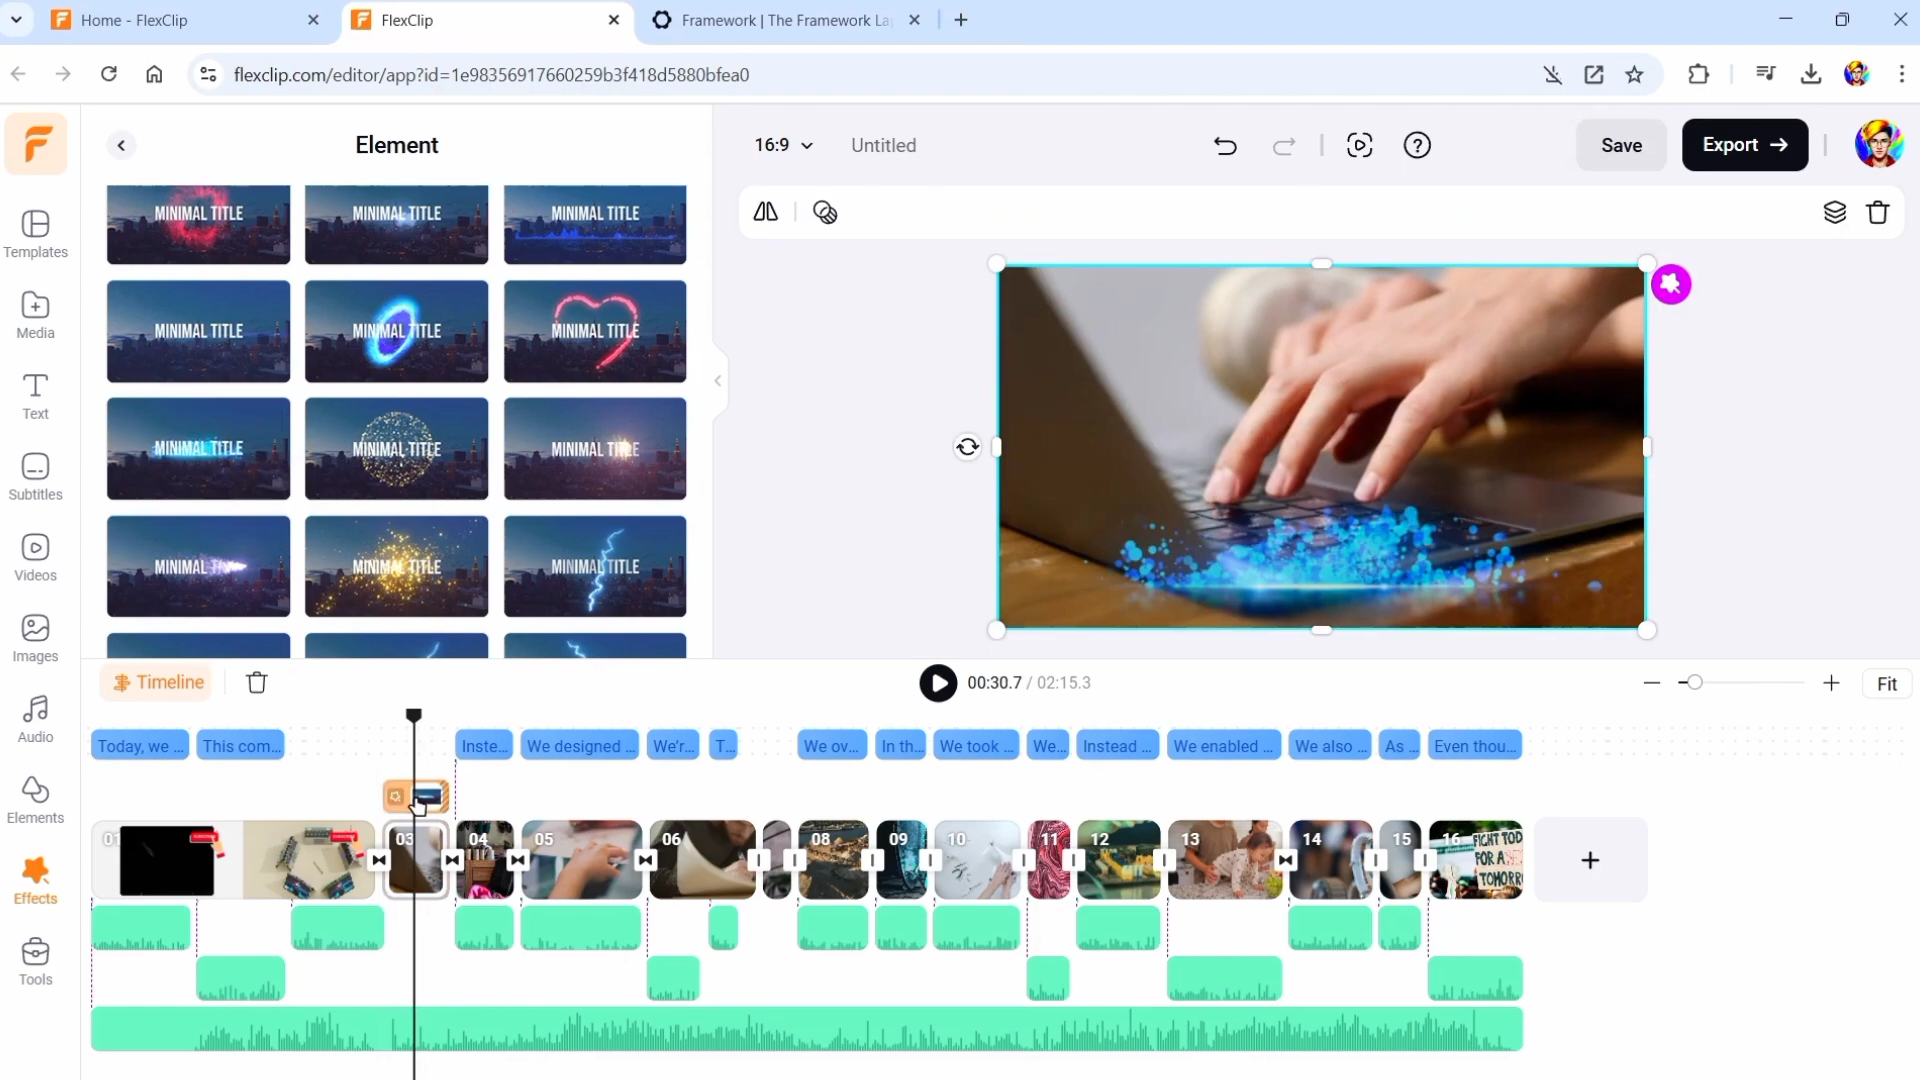 Home - FlexClip
FlexClip
Framework | The Framework La
flexclip.com/editor/app?id=1e98356917660259b3f418d5880bfea0
Templates
Media
Text
Subtitles
Videos
Images
Audio
Elements
Effects
Tools
Element
MINIMAL TITLE MINIMAL TITLE MINIMAL TITLE
MINIMAL TITLE MINIMAL TITLE MINIMAL TITLE
MINIMAL TITLE MINIMAL TITLE MINIMAL TITLE
MINIMAL TITLE MINIMAL TITLE MINIMAL TITLE
16:9 Untitled
Save Export →
Timeline
00:30.7 / 02:15.3
Fit
Today, we ... This com... Inste... We designed ... We'r... T... We ov... In th... We took ... We... Instead ... We enabled ... We also ... As ... Even thou...
01 03 04 05 06 08 09 10 11 12 13 14 15 16
FIGHT TOD
FOR A
TOMORR